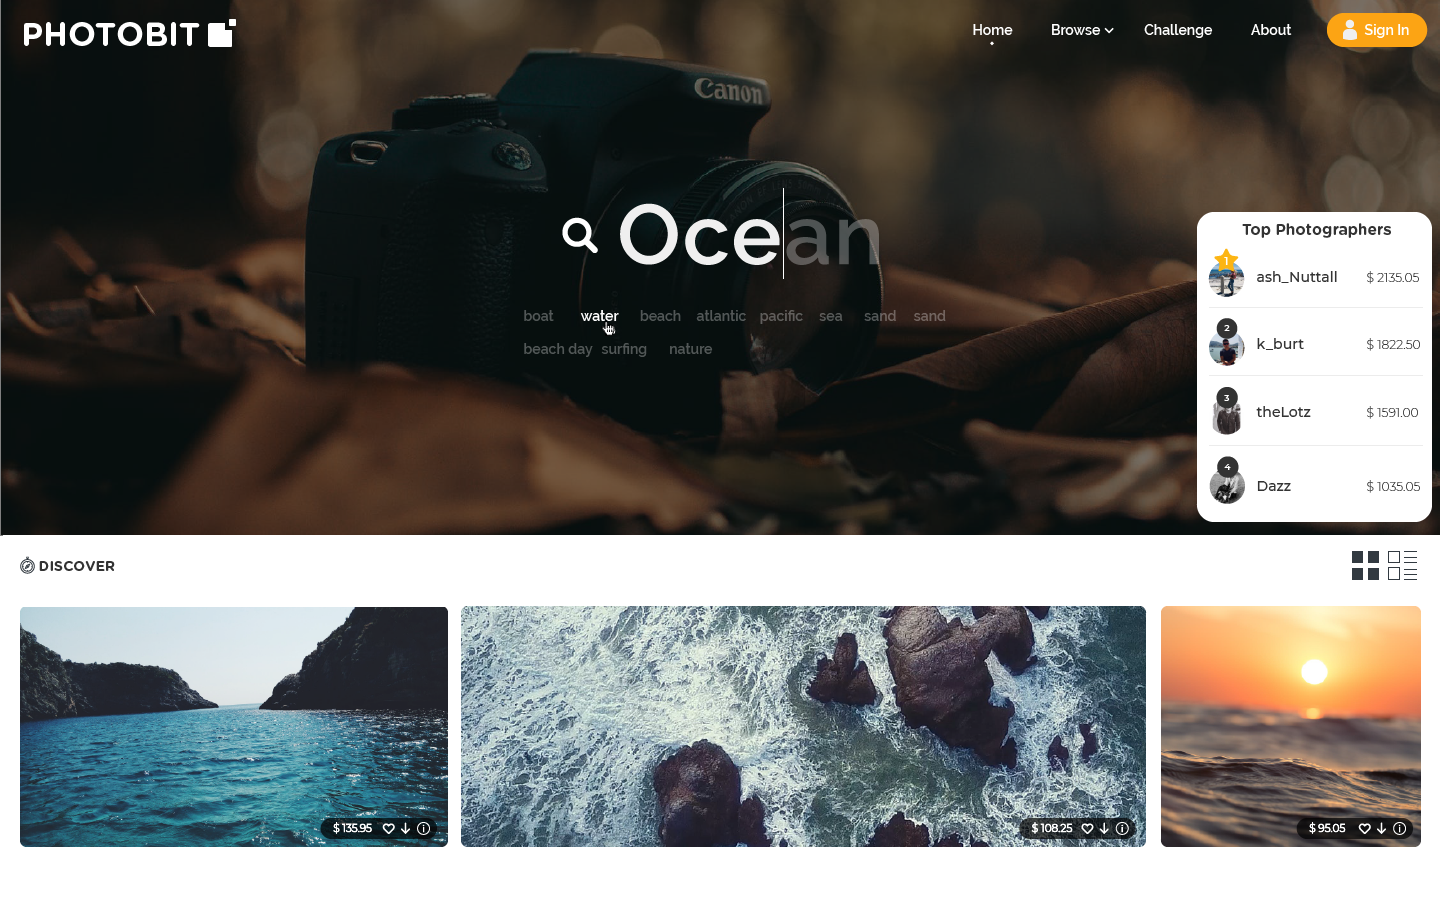 PHOTOBIT
Home Browse Challenge About Sign In
Canon
Ocean
boat water beach atlantic pacific sea sand sand
beach day surfing nature
Top Photographers
1
ash_Nuttall $ 2135.05
2
k_burt $ 1822.50
3
theLotz $ 1591.00
4
Dazz $ 1035.05
DISCOVER
$ 135.95
$ 108.25
$ 95.05